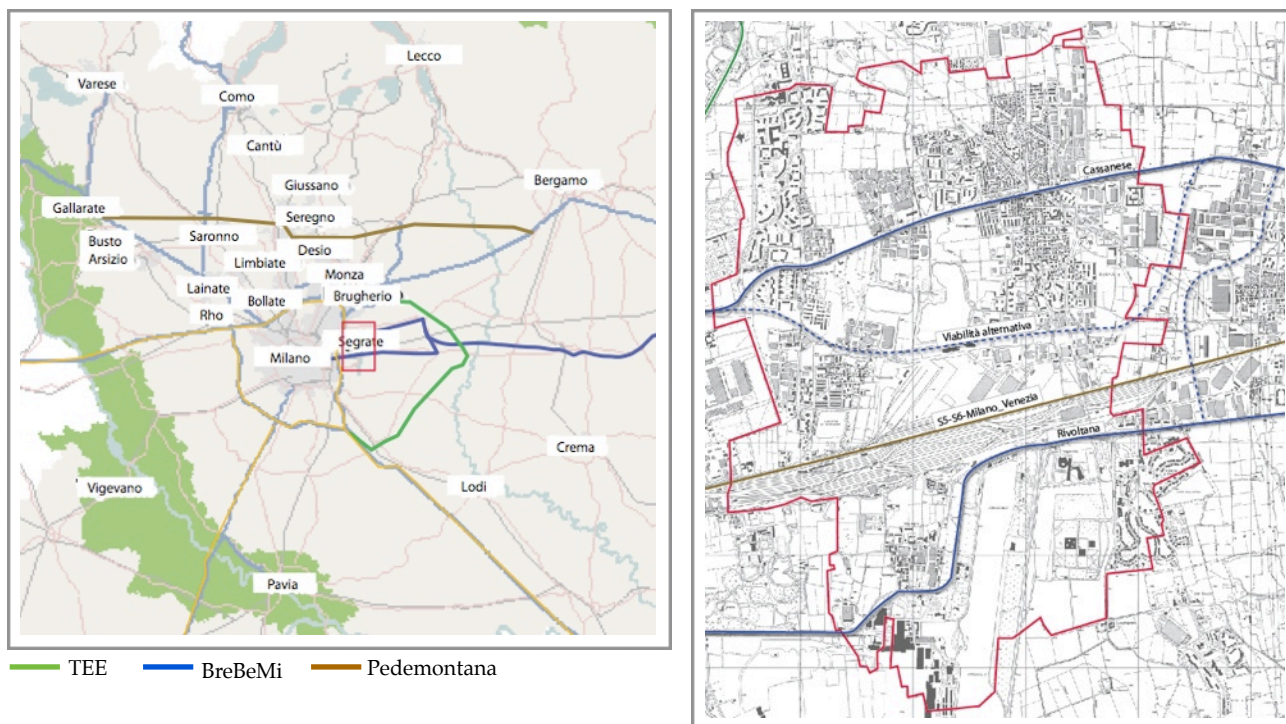 Lecco
Varese
Como
Cantù
Giussano
Bergamo
Gallarate
Seregno
Saronno
Busto
Arsizio
Desio
Limbiate
Monza
Lainate
Bollate
Brugherio
Rho
Segrate
Milano
Crema
Vigevano
Lodi
Pavia
TEE
BreBeMi
Pedemontana
Cassanese
Viabilità alternativa
S5-S6-Milano_Venezia
Rivoltana